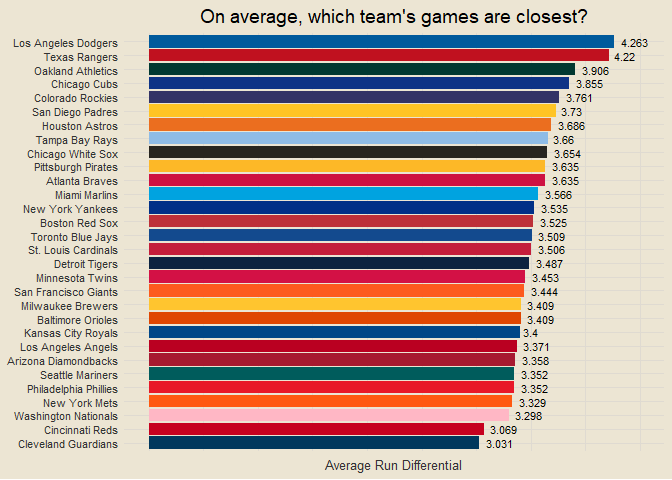 On average, which team's games are closest?
Los Angeles Dodgers 4.263
Texas Rangers 4.22
Oakland Athletics 3.906
Chicago Cubs 3.855
Colorado Rockies 3.761
San Diego Padres 3.73
Houston Astros 3.686
Tampa Bay Rays 3.66
Chicago White Sox 3.654
Pittsburgh Pirates 3.635
Atlanta Braves 3.635
Miami Marlins 3.566
New York Yankees 3.535
Boston Red Sox 3.525
Toronto Blue Jays 3.509
St. Louis Cardinals 3.506
Detroit Tigers 3.487
Minnesota Twins 3.453
San Francisco Giants 3.444
Milwaukee Brewers 3.409
Baltimore Orioles 3.409
Kansas City Royals 3.4
Los Angeles Angels 3.371
Arizona Diamondbacks 3.358
Seattle Mariners 3.352
Philadelphia Phillies 3.352
New York Mets 3.329
Washington Nationals 3.298
Cincinnati Reds 3.069
Cleveland Guardians 3.031
Average Run Differential